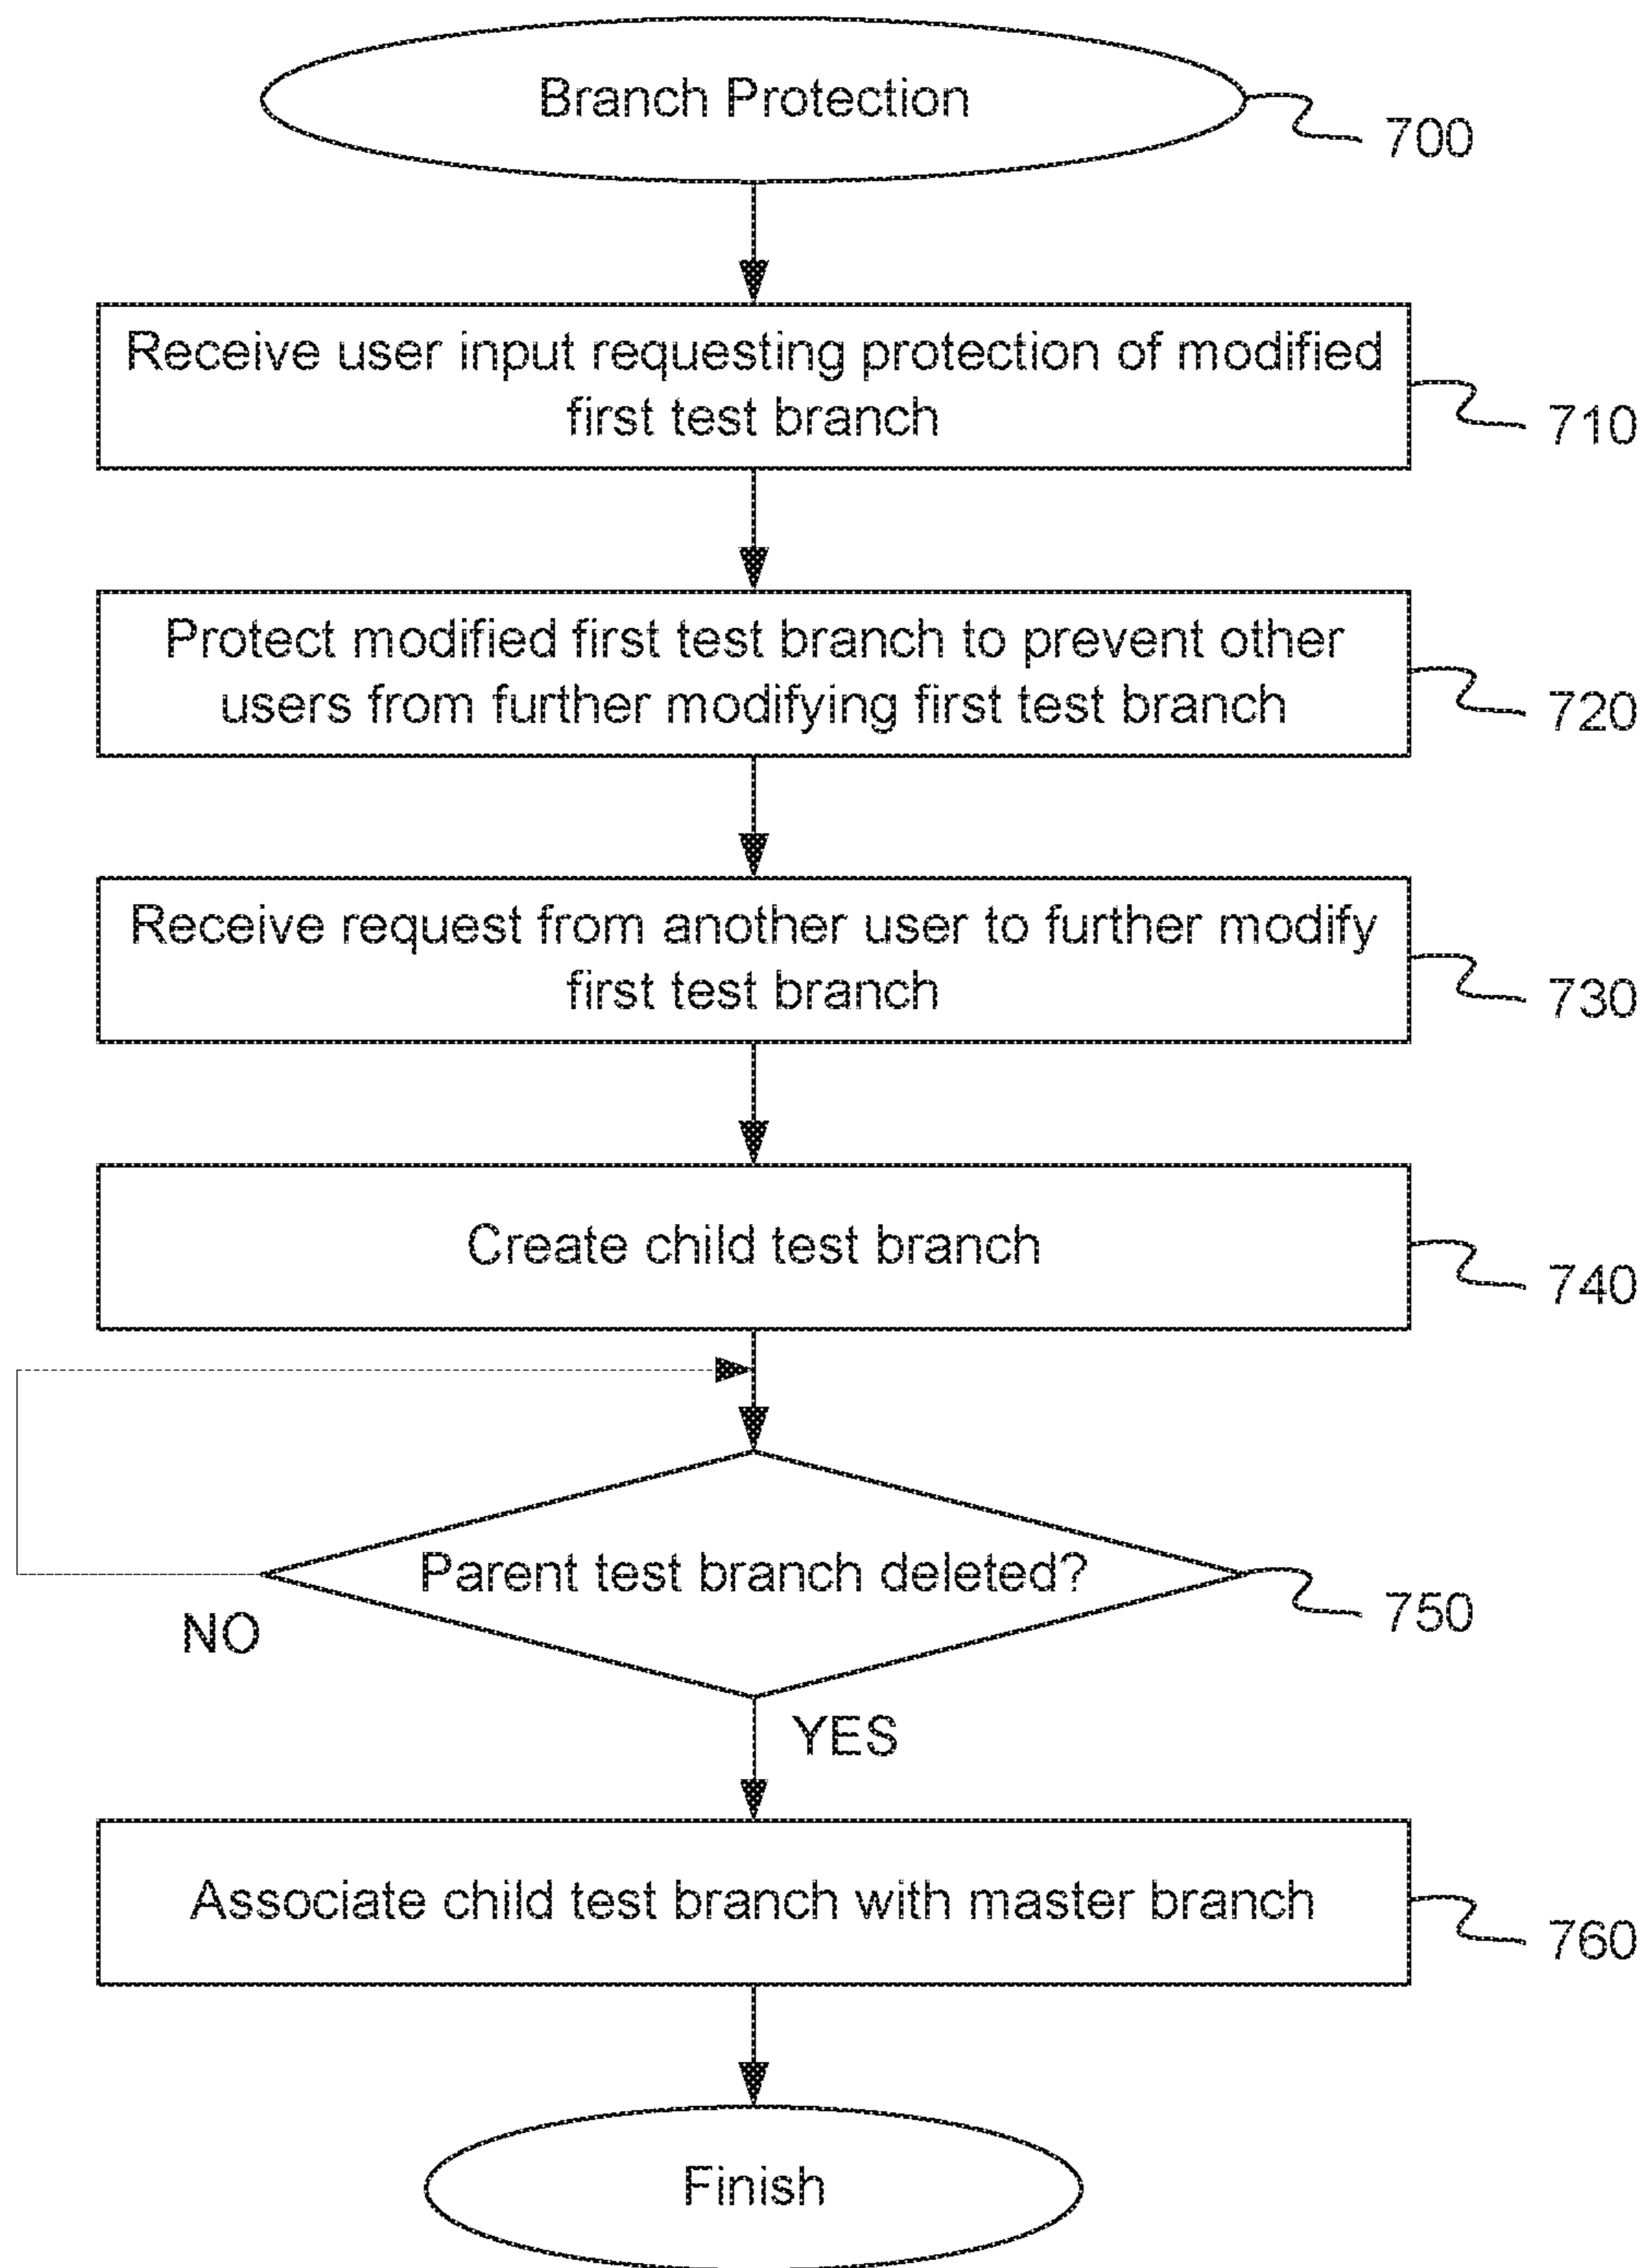 Branch Protection
700
Receive user input requesting protection of modified
first test branch
710
Protect modified first test branch to prevent other
users from further modifying first test branch
720
Receive request from another user to further modify
first test branch
730
Create child test branch
740
Parent test branch deleted?
750
NO
YES
Associate child test branch with master branch
760
Finish